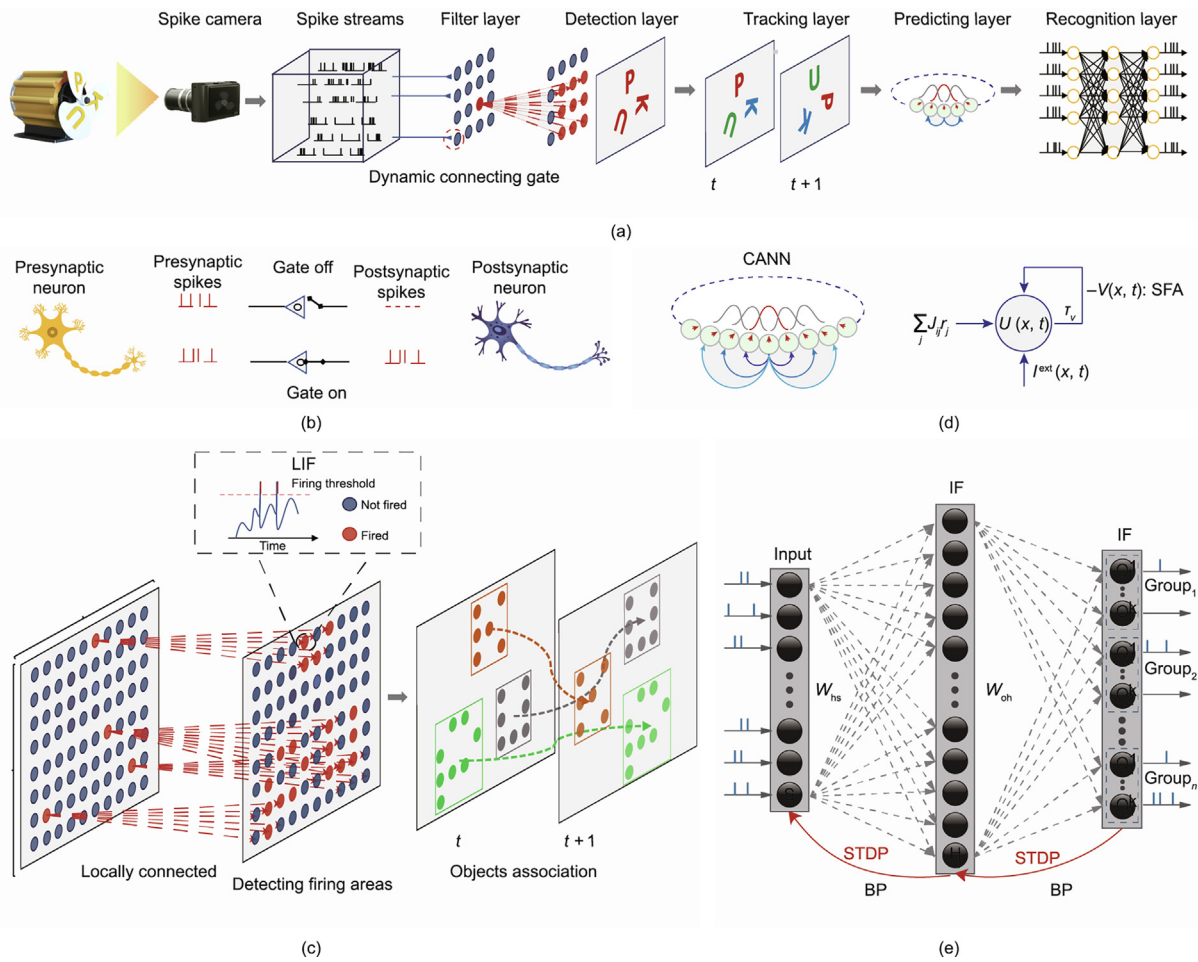 Spike camera
Spike streams
Filter layer
Detection layer
Tracking layer
Predicting layer
Recognition layer
P K U
P
K
U
P
K
U
U
P
K
Dynamic connecting gate
t
t + 1
(a)
Presynaptic
neuron
Presynaptic
spikes
Gate off
Postsynaptic
spikes
Postsynaptic
neuron
Gate on
(b)
CANN
∑j Jij rj
U (x, t)
τv
−V(x, t): SFA
Iext (x, t)
(d)
LIF
Firing threshold
Not fired
Fired
Time
t
t + 1
Locally connected
Detecting firing areas
Objects association
(c)
IF
Input
IF
Group1
Whs
Woh
Group2
Groupn
S
H
STDP
STDP
BP
BP
(e)